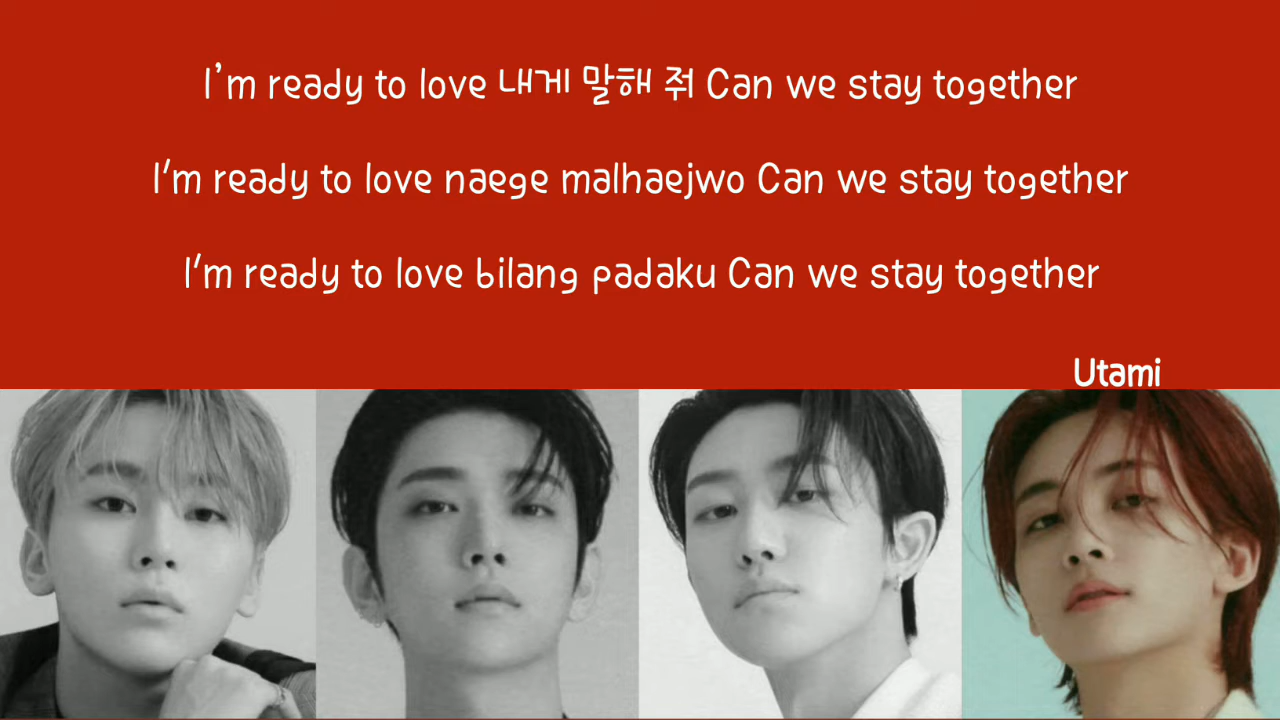 I'm ready to love 내게 말해 줘 Can we stay together
I'm ready to love naege malhaejwo Can we stay together
I'm ready to love bilang padaku Can we stay together
Utami